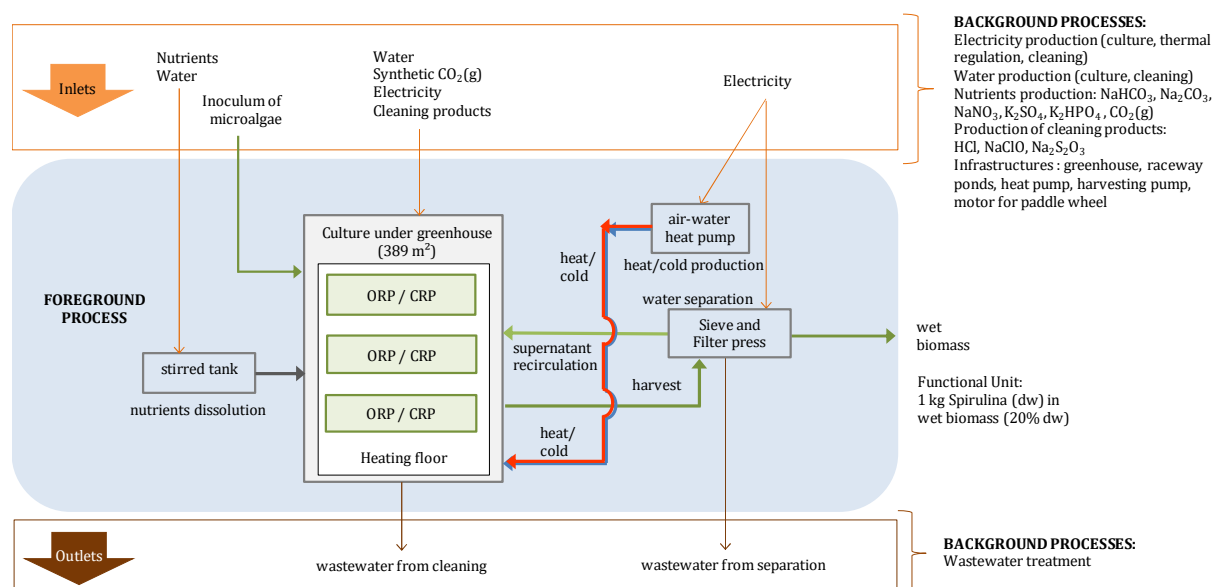 Inlets
Nutrients
Water
Inoculum of
microalgae
Water
Synthetic CO₂(g)
Electricity
Cleaning products
Electricity
BACKGROUND PROCESSES:
Electricity production (culture, thermal
regulation, cleaning)
Water production (culture, cleaning)
Nutrients production: NaHCO₃, Na₂CO₃,
NaNO₃, K₂SO₄, K₂HPO₄ , CO₂(g)
Production of cleaning products:
HCl, NaClO, Na₂S₂O₃
Infrastructures : greenhouse, raceway
ponds, heat pump, harvesting pump,
motor for paddle wheel
FOREGROUND
PROCESS
stirred tank
nutrients dissolution
Culture under greenhouse
(389 m²)
ORP / CRP
ORP / CRP
ORP / CRP
Heating floor
heat/
cold
air-water
heat pump
heat/cold production
water separation
Sieve and
Filter press
supernatant
recirculation
harvest
heat/
cold
wet
biomass
Functional Unit:
1 kg Spirulina (dw) in
wet biomass (20% dw)
Outlets
wastewater from cleaning
wastewater from separation
BACKGROUND PROCESSES:
Wastewater treatment